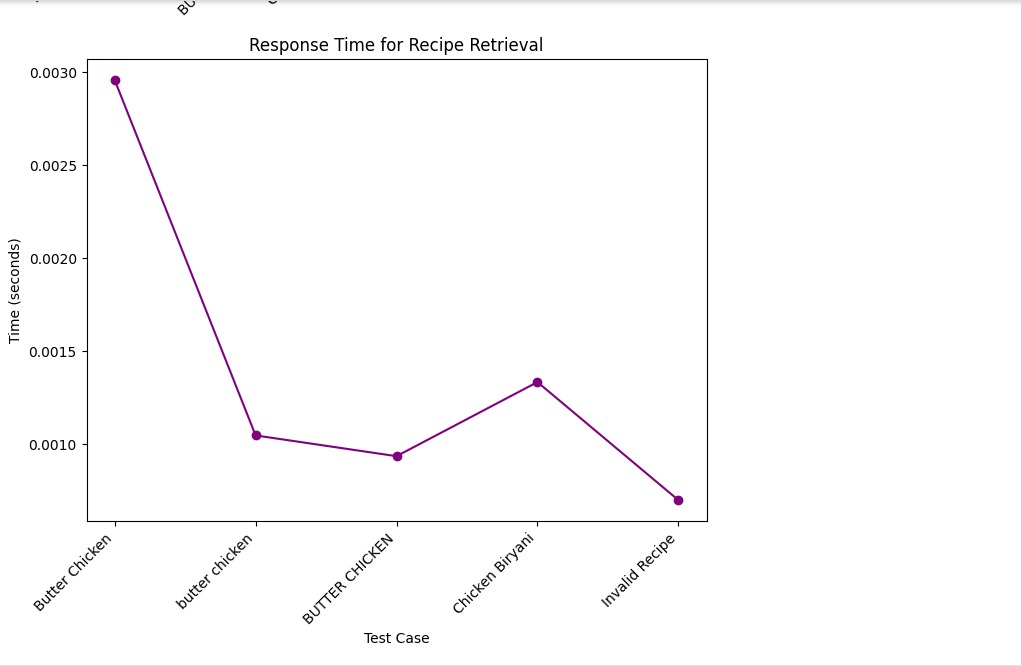 BU
Response Time for Recipe Retrieval
0.0030
0.0025
0.0020
0.0015
0.0010
Time (seconds)
Butter Chicken
butter chicken
BUTTER CHICKEN
Chicken Biryani
Invalid Recipe
Test Case